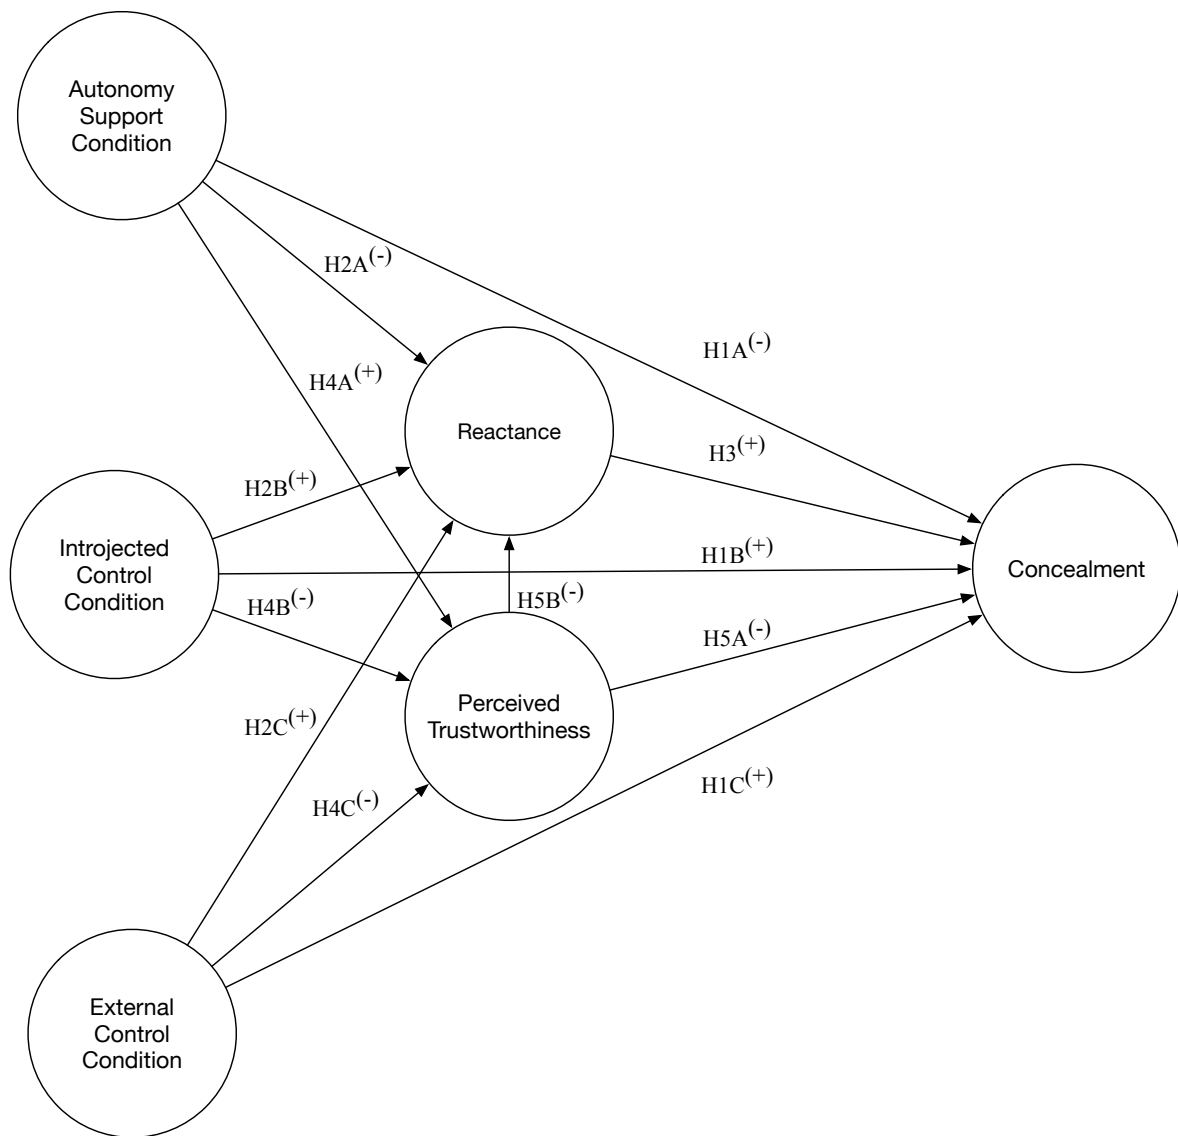 Autonomy
Support
Condition
H2A(-)
H1A(-)
H4A(+)
Reactance
H3(+)
H2B(+)
Introjected
Control
Condition
H1B(+)
Concealment
H4B(-)
H5B(-)
H5A(-)
Perceived
Trustworthiness
H2C(+)
H1C(+)
H4C(-)
External
Control
Condition